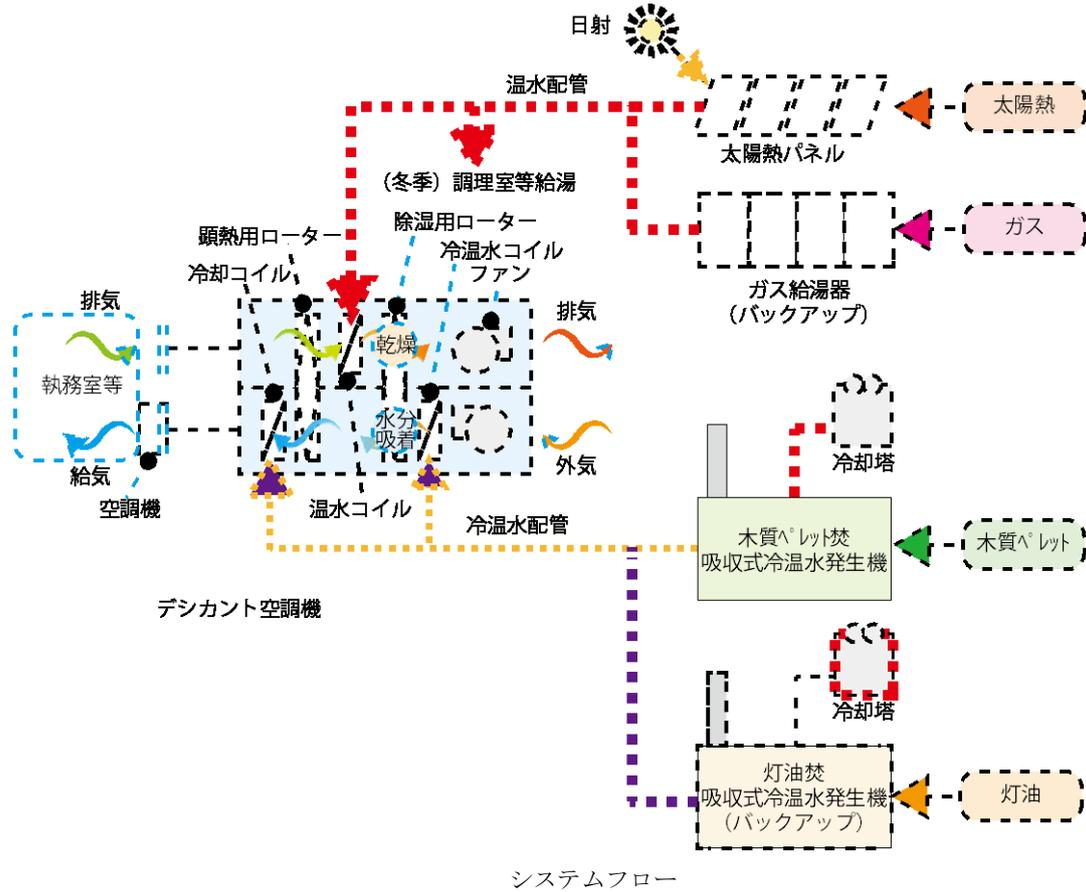 日射
温水配管
太陽熱
太陽熱パネル
（冬季）調理室等給湯
ガス
除湿用ローター
顕熱用ローター
冷温水コイル
冷却コイル
ファン
ガス給湯器
（バックアップ）
排気
排気
乾燥
執務室等
水分
吸着
給気
外気
冷却塔
空調機
温水コイル
冷温水配管
木質ﾍﾟﾚｯﾄ焚
吸収式冷温水発生機
木質ﾍﾟﾚｯﾄ
デシカント空調機
冷却塔
灯油焚
吸収式冷温水発生機
（バックアップ）
灯油
システムフロー